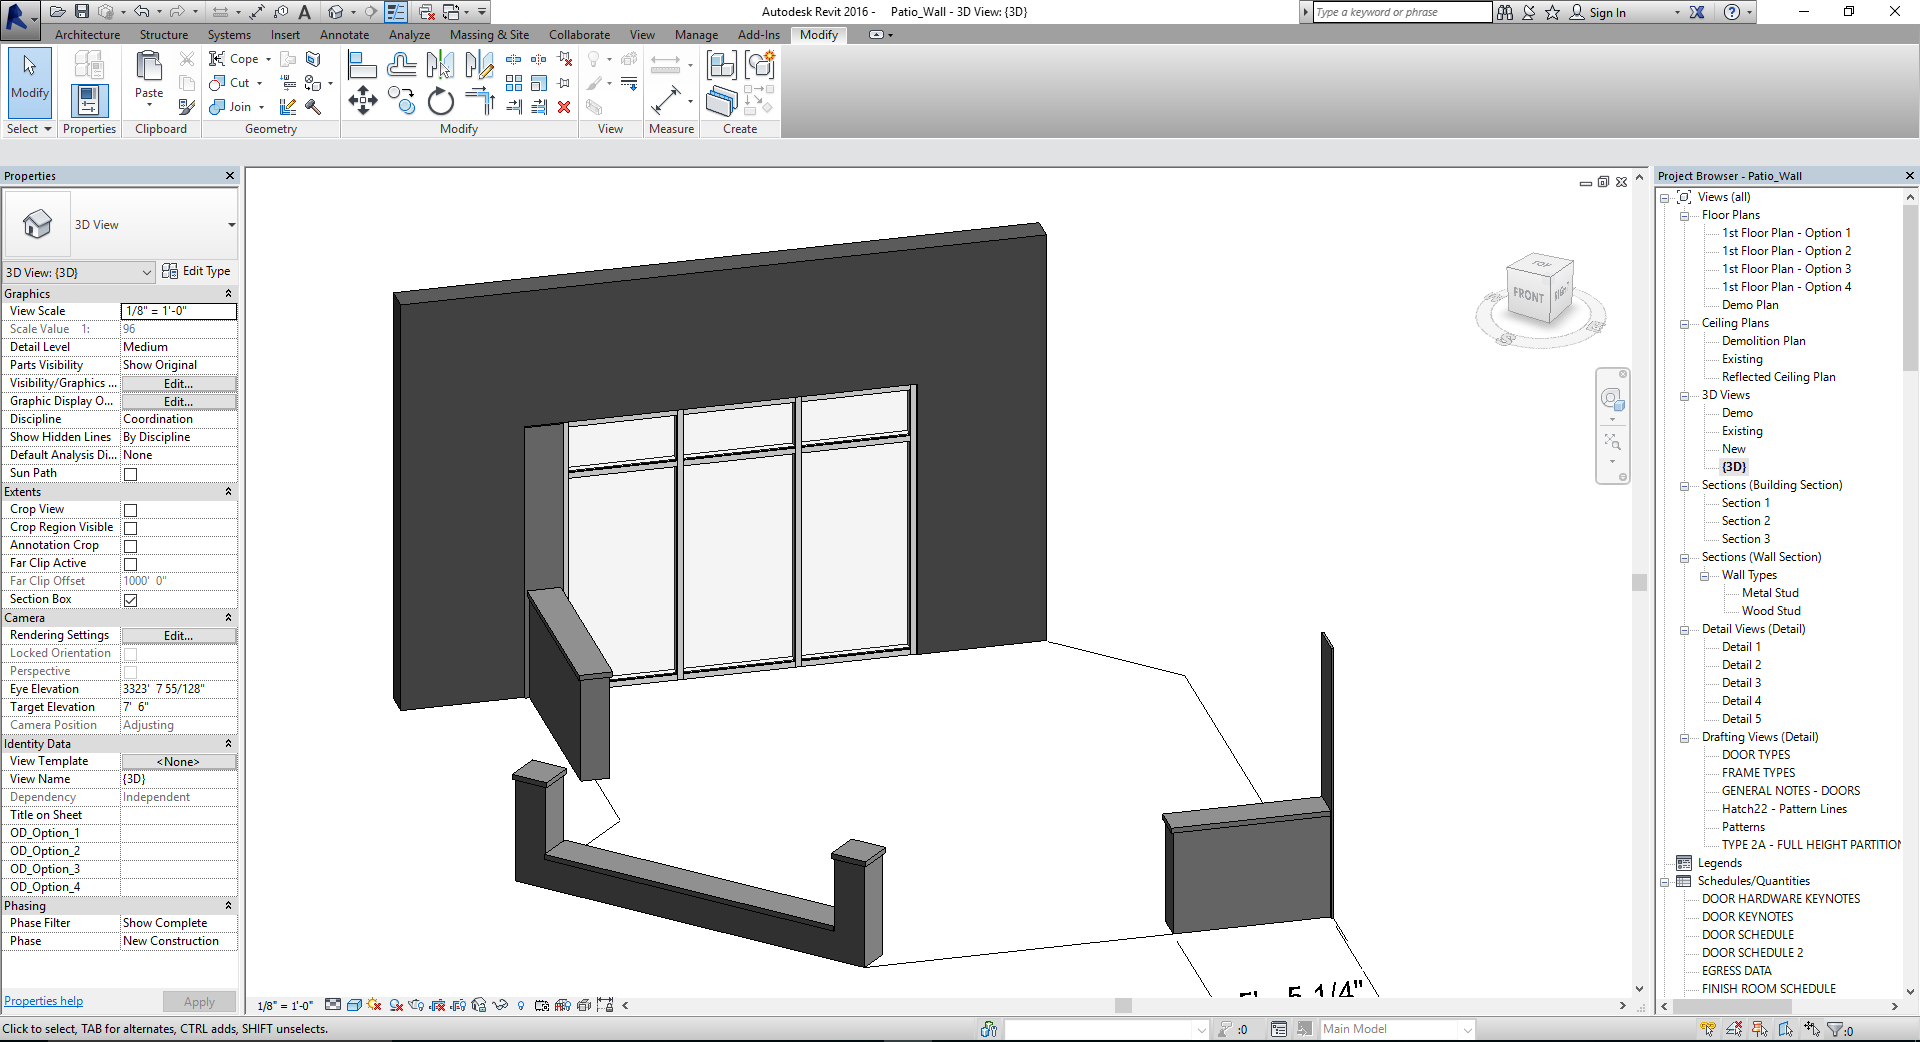 Autodesk Revit 2016 - Patio_Wall - 3D View: {3D}
Type a keyword or phrase
Sign In
Architecture Structure Systems Insert Annotate Analyze Massing & Site Collaborate View Manage Add-Ins Modify
Modify
Paste
Cope
Cut
Join
Select Properties Clipboard Geometry Modify View Measure Create
Properties
3D View
3D View: {3D}
Edit Type
Graphics
View Scale 1/8" = 1'-0"
Scale Value 1: 96
Detail Level Medium
Parts Visibility Show Original
Visibility/Graphics ... Edit...
Graphic Display O... Edit...
Discipline Coordination
Show Hidden Lines By Discipline
Default Analysis Di... None
Sun Path
Extents
Crop View
Crop Region Visible
Annotation Crop
Far Clip Active
Far Clip Offset 1000' 0"
Section Box
Camera
Rendering Settings Edit...
Locked Orientation
Perspective
Eye Elevation 3323' 7 55/128"
Target Elevation 7' 6"
Camera Position Adjusting
Identity Data
View Template <None>
View Name {3D}
Dependency Independent
Title on Sheet
OD_Option_1
OD_Option_2
OD_Option_3
OD_Option_4
Phasing
Phase Filter Show Complete
Phase New Construction
Properties help
Apply
TOP
FRONT
RIGHT
5' - 5 1/4"
1/8" = 1'-0"
Project Browser - Patio_Wall
Views (all)
Floor Plans
1st Floor Plan - Option 1
1st Floor Plan - Option 2
1st Floor Plan - Option 3
1st Floor Plan - Option 4
Demo Plan
Ceiling Plans
Demolition Plan
Existing
Reflected Ceiling Plan
3D Views
Demo
Existing
New
{3D}
Sections (Building Section)
Section 1
Section 2
Section 3
Sections (Wall Section)
Wall Types
Metal Stud
Wood Stud
Detail Views (Detail)
Detail 1
Detail 2
Detail 3
Detail 4
Detail 5
Drafting Views (Detail)
DOOR TYPES
FRAME TYPES
GENERAL NOTES - DOORS
Hatch22 - Pattern Lines
Patterns
TYPE 2A - FULL HEIGHT PARTITION
Legends
Schedules/Quantities
DOOR HARDWARE KEYNOTES
DOOR KEYNOTES
DOOR SCHEDULE
DOOR SCHEDULE 2
EGRESS DATA
FINISH ROOM SCHEDULE
Click to select, TAB for alternates, CTRL adds, SHIFT unselects.
:0
Main Model
:0